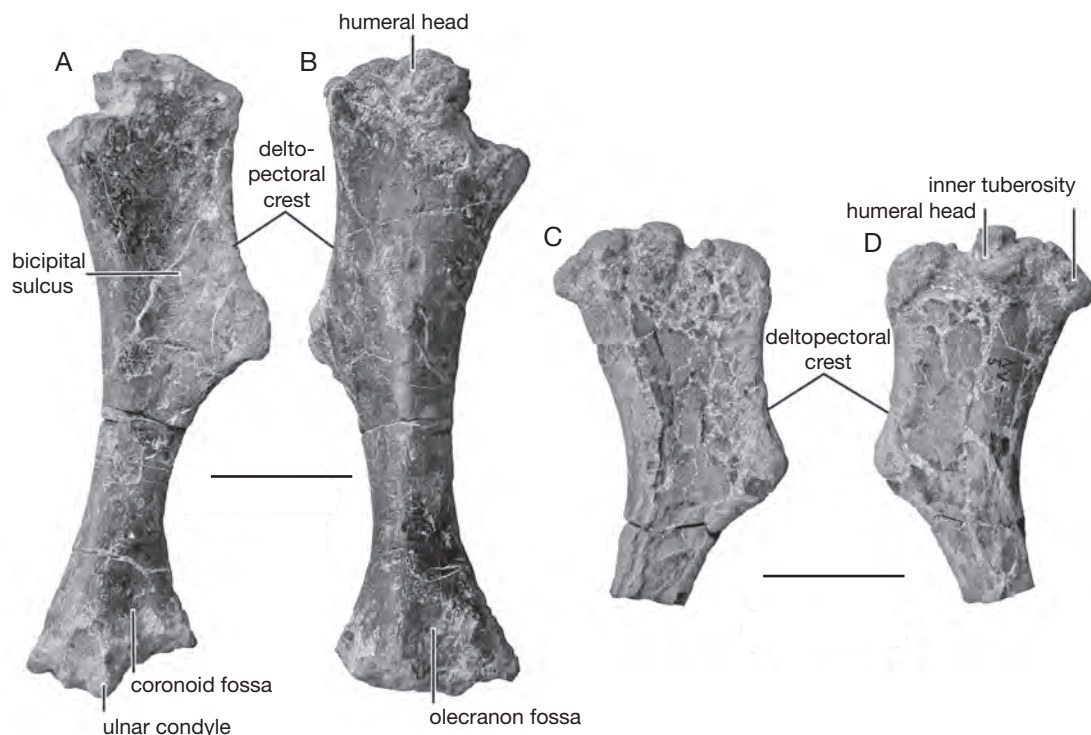 humeral head
A
B
delto-
pectoral
crest
bicipital
sulcus
coronoid fossa
ulnar condyle
olecranon fossa
inner tuberosity
humeral head
C
D
deltopectoral
crest